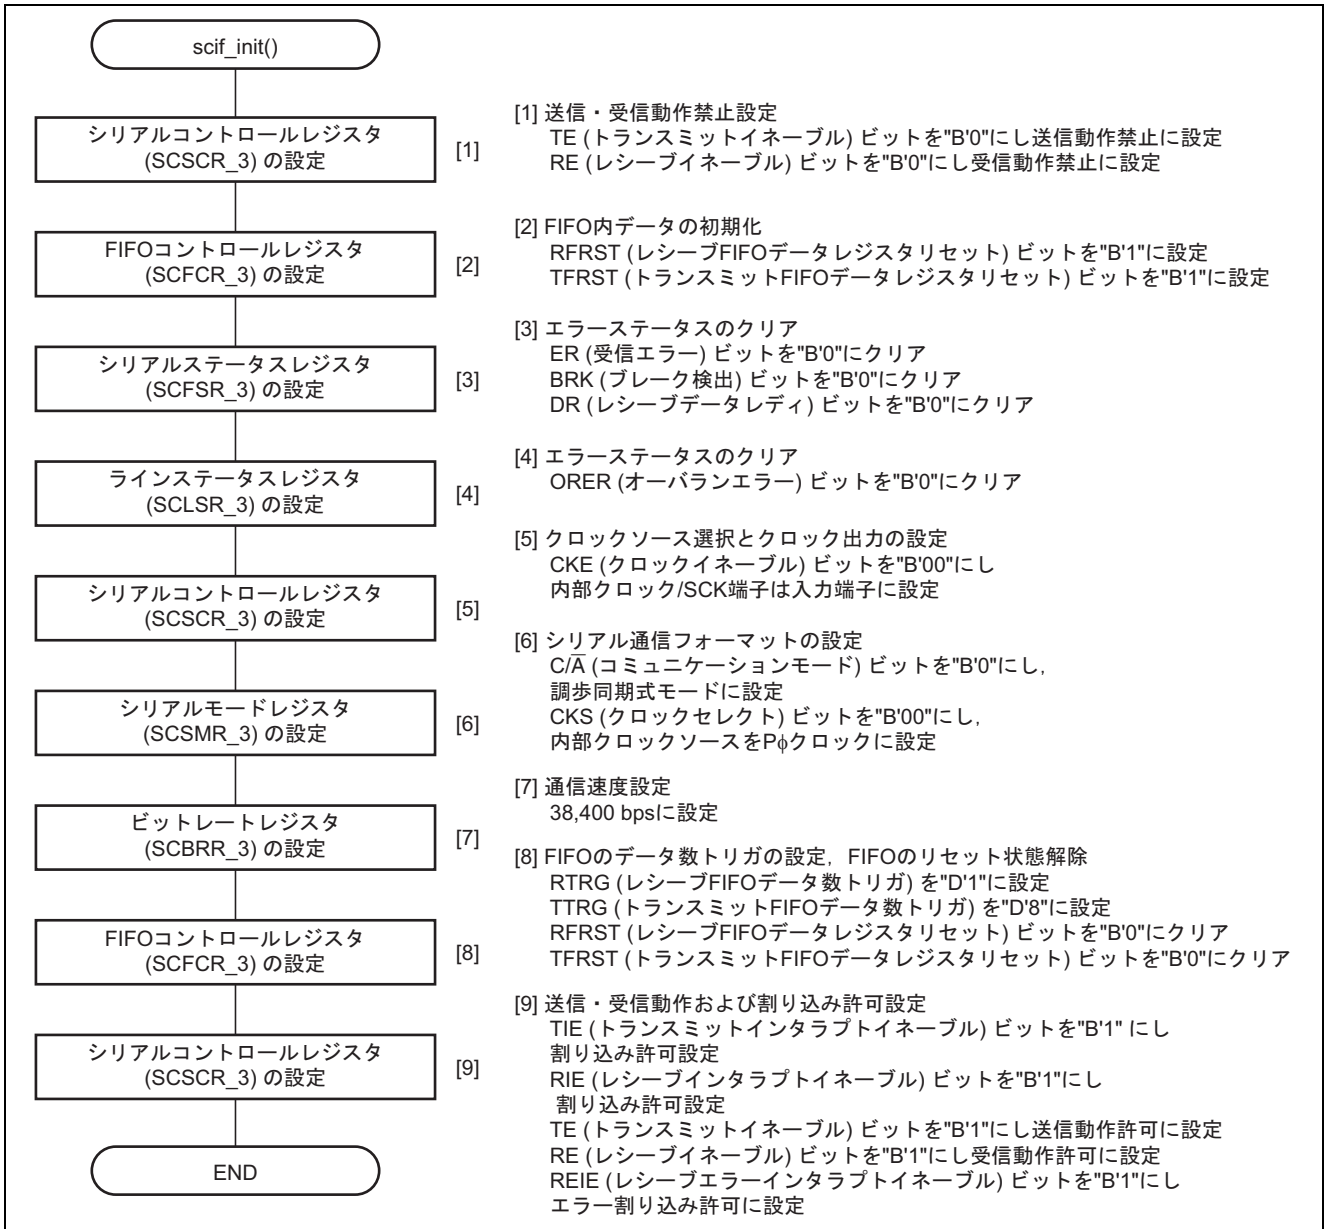 scif_init()
シリアルコントロールレジスタ
(SCSCR_3) の設定
[1]
[1] 送信・受信動作禁止設定
TE (トランスミットイネーブル) ビットを"B'0"にし送信動作禁止に設定
RE (レシーブイネーブル) ビットを"B'0"にし受信動作禁止に設定
FIFOコントロールレジスタ
(SCFCR_3) の設定
[2]
[2] FIFO内データの初期化
RFRST (レシーブFIFOデータレジスタリセット) ビットを"B'1"に設定
TFRST (トランスミットFIFOデータレジスタリセット) ビットを"B'1"に設定
シリアルステータスレジスタ
(SCFSR_3) の設定
[3]
[3] エラーステータスのクリア
ER (受信エラー) ビットを"B'0"にクリア
BRK (ブレーク検出) ビットを"B'0"にクリア
DR (レシーブデータレディ) ビットを"B'0"にクリア
ラインステータスレジスタ
(SCLSR_3) の設定
[4]
[4] エラーステータスのクリア
ORER (オーバランエラー) ビットを"B'0"にクリア
シリアルコントロールレジスタ
(SCSCR_3) の設定
[5]
[5] クロックソース選択とクロック出力の設定
CKE (クロックイネーブル) ビットを"B'00"にし
内部クロック/SCK端子は入力端子に設定
シリアルモードレジスタ
(SCSMR_3) の設定
[6]
[6] シリアル通信フォーマットの設定
C/A̅ (コミュニケーションモード) ビットを"B'0"にし,
調歩同期式モードに設定
CKS (クロックセレクト) ビットを"B'00"にし,
内部クロックソースをPφクロックに設定
ビットレートレジスタ
(SCBRR_3) の設定
[7]
[7] 通信速度設定
38,400 bpsに設定
FIFOコントロールレジスタ
(SCFCR_3) の設定
[8]
[8] FIFOのデータ数トリガの設定, FIFOのリセット状態解除
RTRG (レシーブFIFOデータ数トリガ) を"D'1"に設定
TTRG (トランスミットFIFOデータ数トリガ) を"D'8"に設定
RFRST (レシーブFIFOデータレジスタリセット) ビットを"B'0"にクリア
TFRST (トランスミットFIFOデータレジスタリセット) ビットを"B'0"にクリア
シリアルコントロールレジスタ
(SCSCR_3) の設定
[9]
[9] 送信・受信動作および割り込み許可設定
TIE (トランスミットインタラプトイネーブル) ビットを"B'1" にし
割り込み許可設定
RIE (レシーブインタラプトイネーブル) ビットを"B'1"にし
割り込み許可設定
TE (トランスミットイネーブル) ビットを"B'1"にし送信動作許可に設定
RE (レシーブイネーブル) ビットを"B'1"にし受信動作許可に設定
REIE (レシーブエラーインタラプトイネーブル) ビットを"B'1"にし
エラー割り込み許可に設定
END